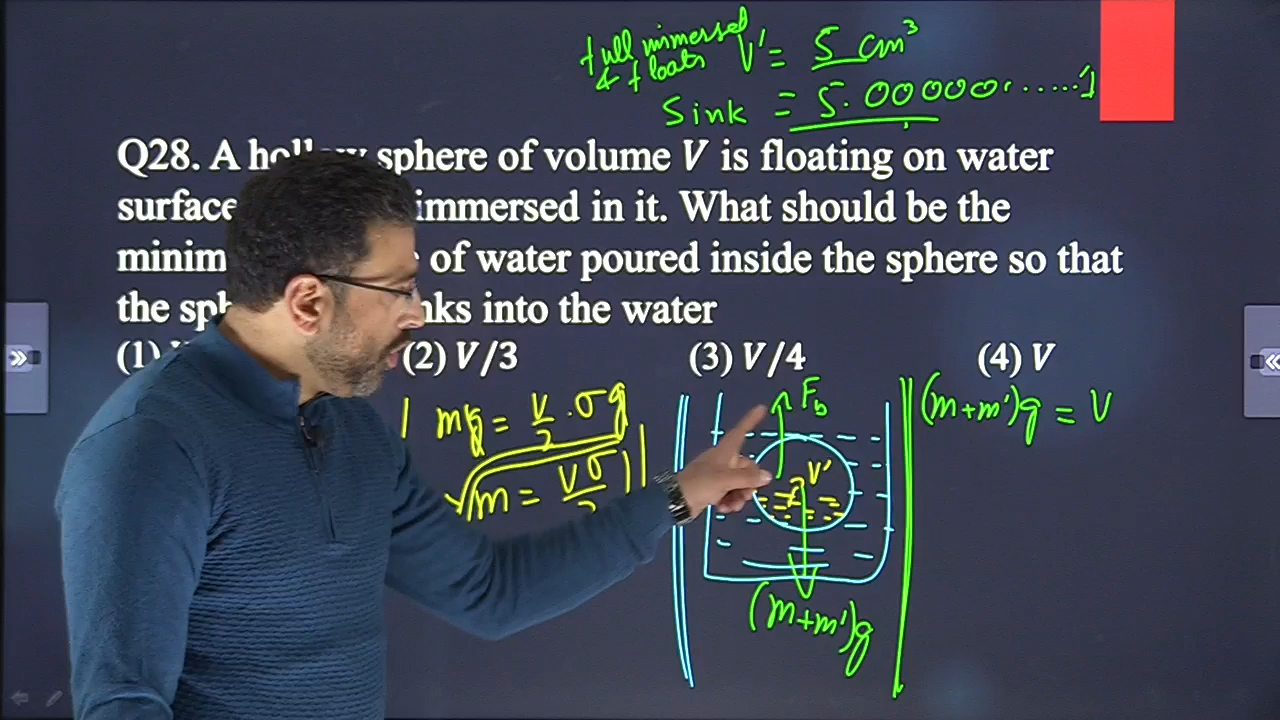 full immersed V' = 5 cm³
& floats
Sink = 5.00000.....1
Q28. A hollow sphere of volume V is floating on water
surface immersed in it. What should be the
minim of water poured inside the sphere so that
the sph nks into the water
(1) (2) V/3 (3) V/4 (4) V
mg = V/2 . σg
m = Vσ/2
Fb
V'
(m+m')g
(m+m')g = V